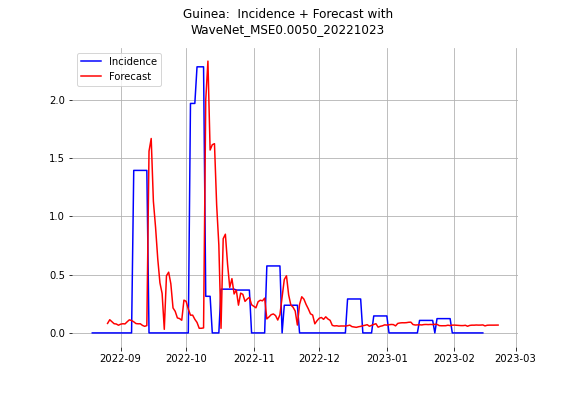 Guinea:  Incidence + Forecast with
WaveNet_MSE0.0050_20221023
Incidence
Forecast
2.0
1.5
1.0
0.5
0.0
2022-09 2022-10 2022-11 2022-12 2023-01 2023-02 2023-03